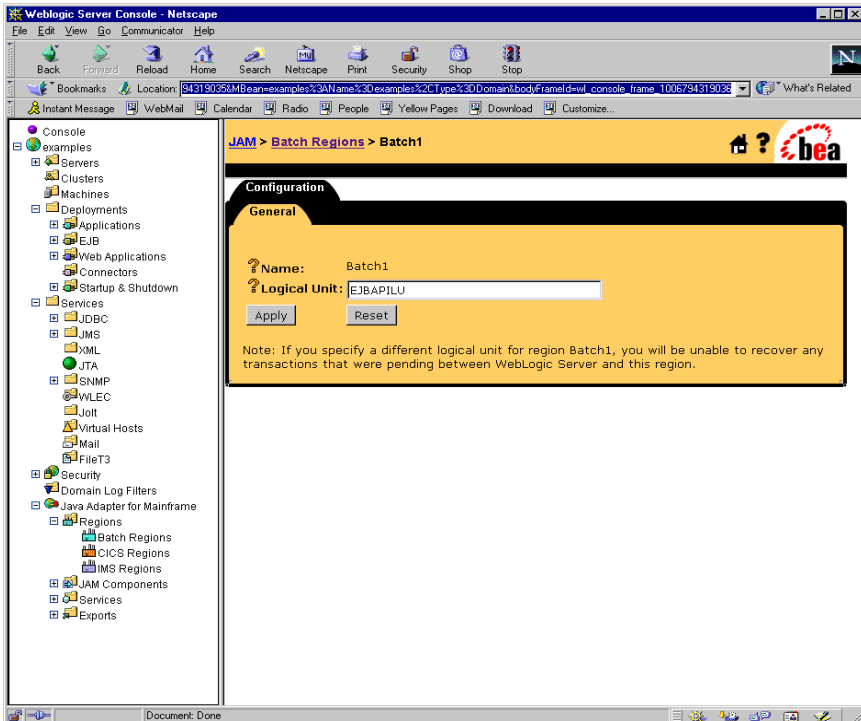 Weblogic Server Console - Netscape
File Edit View Go Communicator Help
Back Forward Reload Home Search Netscape Print Security Shop Stop
My
N
Bookmarks Location: 94319035&MBean=examples%3AName%3Dexamples%2CType%3DDomain&bodyFrameId=wl_console_frame_1006794319036 What's Related
Instant Message WebMail Calendar Radio People Yellow Pages Download Customize...
Console
examples
Servers
Clusters
Machines
Deployments
Applications
EJB
Web Applications
Connectors
Startup & Shutdown
Services
JDBC
JMS
XML
JTA
SNMP
WLEC
Jolt
Virtual Hosts
Mail
FileT3
Security
Domain Log Filters
Java Adapter for Mainframe
Regions
Batch Regions
CICS Regions
IMS Regions
JAM Components
Services
Exports
JAM > Batch Regions > Batch1
? bea
Configuration
General
? Name: Batch1
? Logical Unit: EJBAPILU
Apply Reset
Note: If you specify a different logical unit for region Batch1, you will be unable to recover any
transactions that were pending between WebLogic Server and this region.
Document: Done